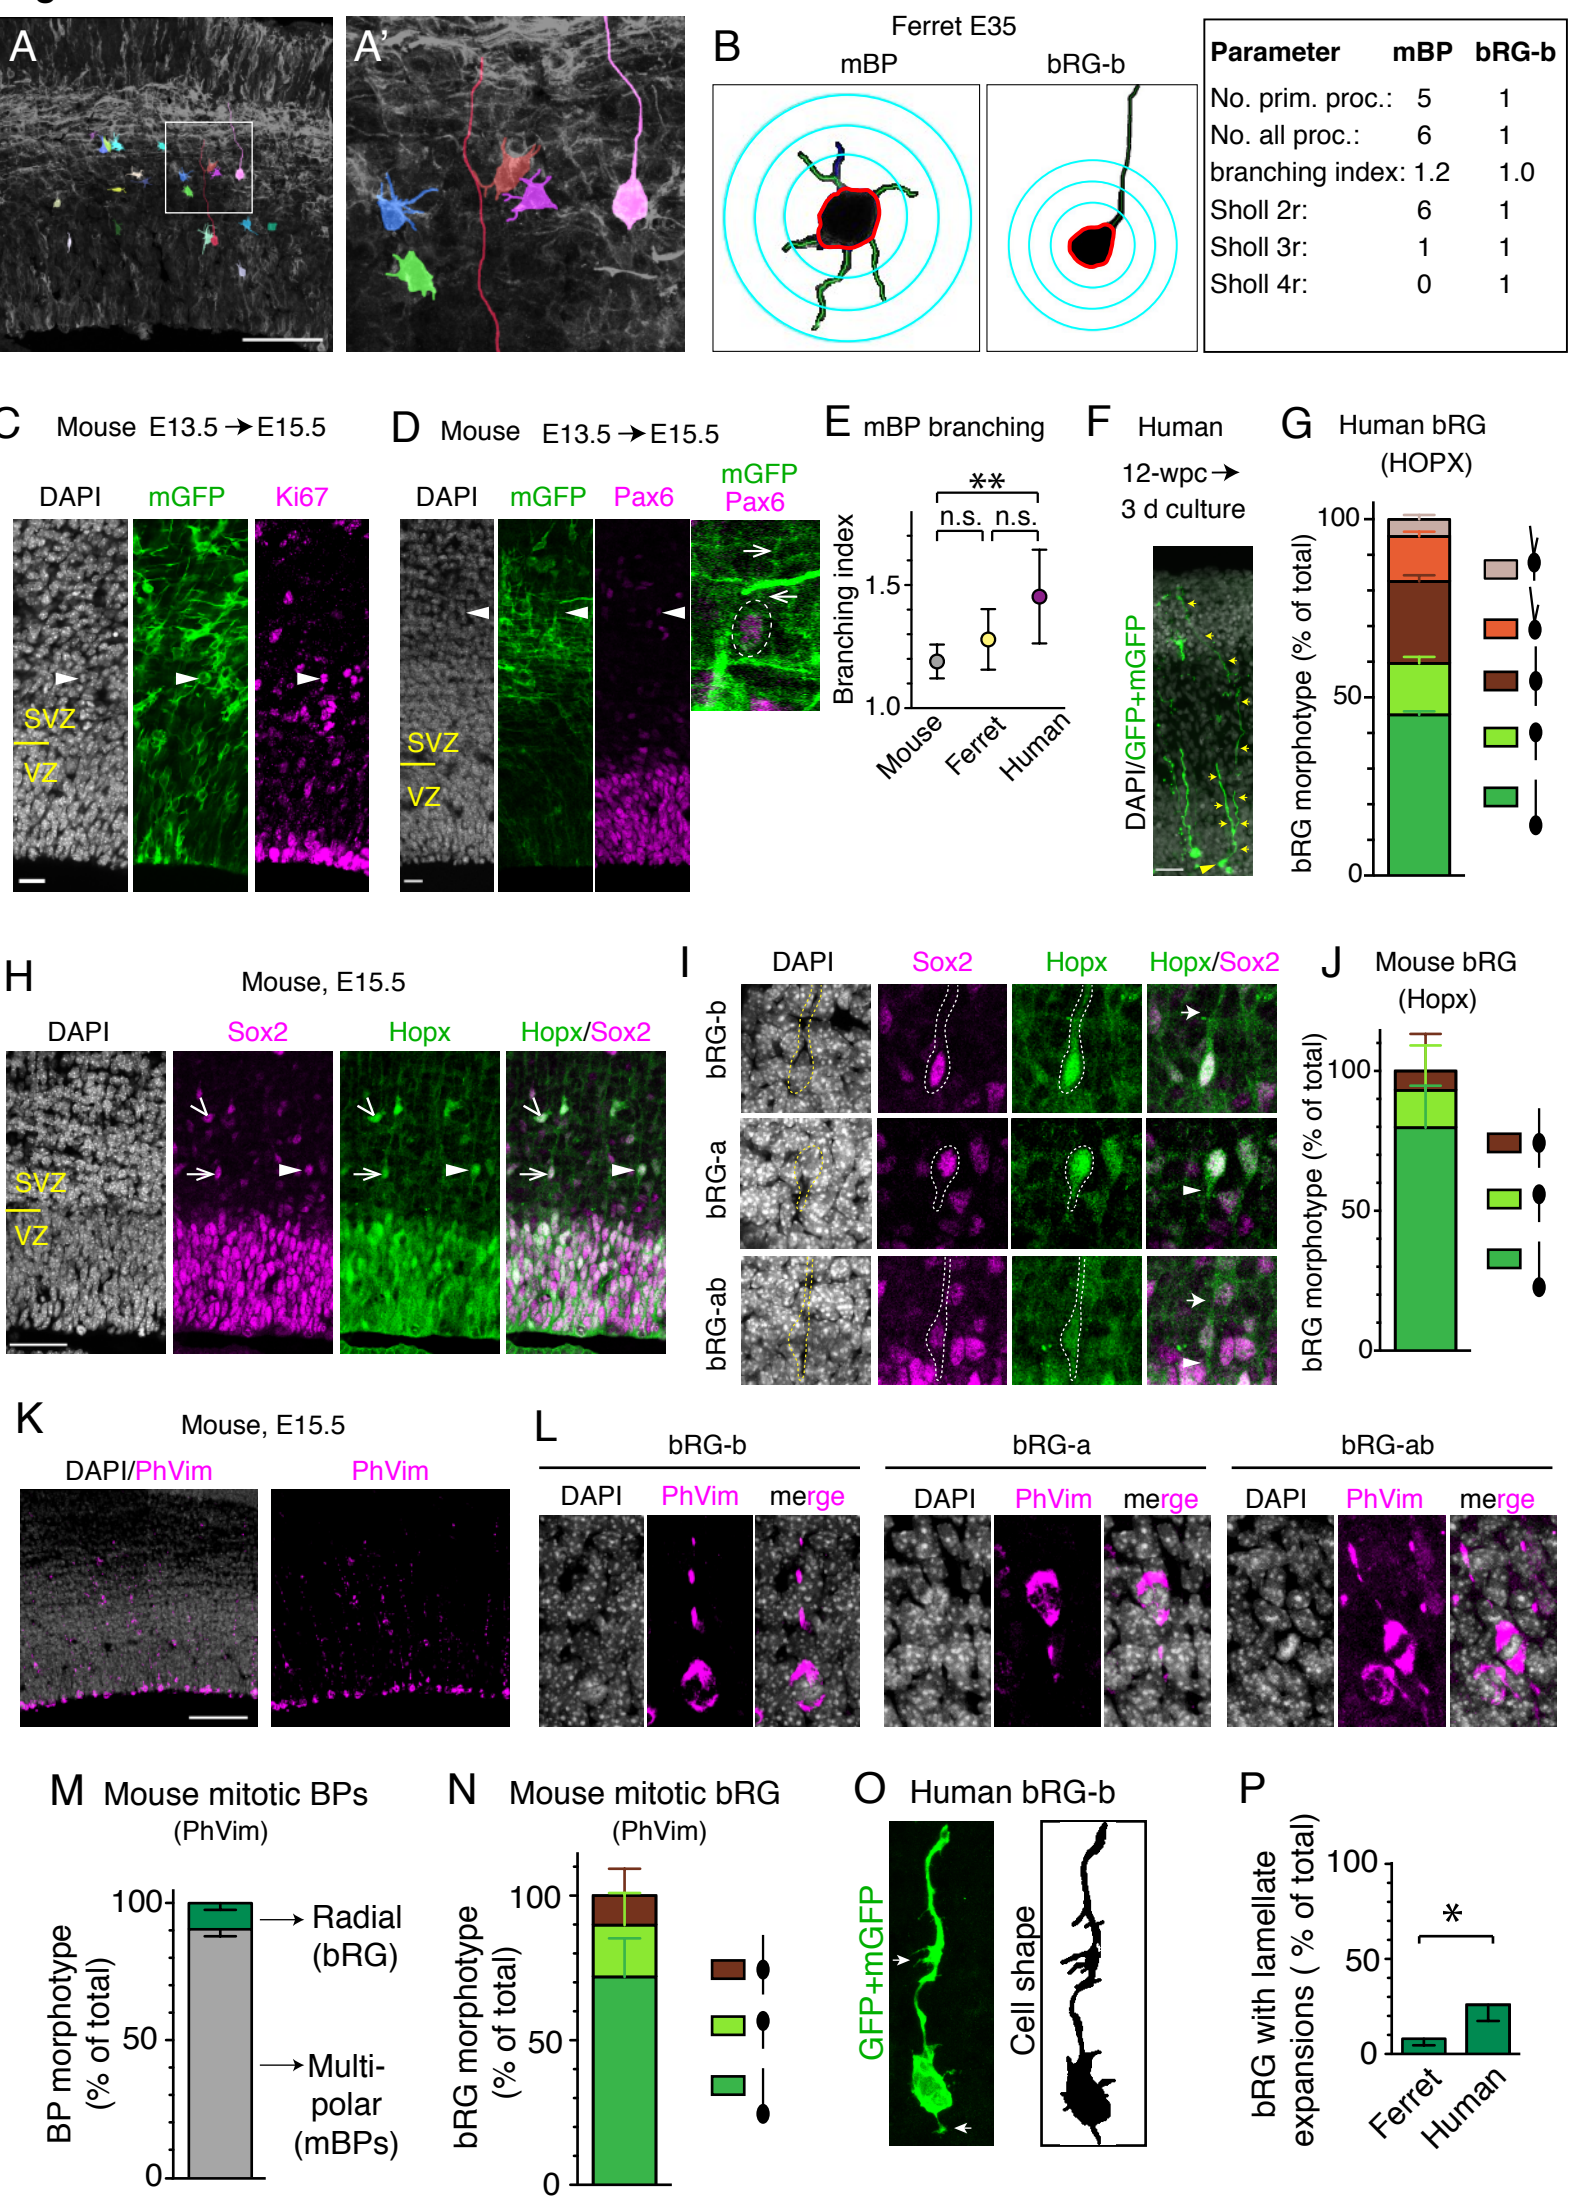 A
A'
B
Ferret E35
mBP
bRG-b
Parameter mBP bRG-b
No. prim. proc.: 5 1
No. all proc.: 6 1
branching index: 1.2 1.0
Sholl 2r: 6 1
Sholl 3r: 1 1
Sholl 4r: 0 1
C
Mouse E13.5 → E15.5
DAPI
mGFP
Ki67
SVZ
VZ
D
Mouse E13.5 → E15.5
DAPI
mGFP
Pax6
mGFP
Pax6
SVZ
VZ
E
mBP branching
**
n.s.
n.s.
Branching index
1.5
1.0
Mouse
Ferret
Human
F
Human
12-wpc →
3 d culture
DAPI/GFP+mGFP
G
Human bRG
(HOPX)
bRG morphotype (% of total)
100
50
0
H
Mouse, E15.5
DAPI
Sox2
Hopx
Hopx/Sox2
SVZ
VZ
I
DAPI
Sox2
Hopx
Hopx/Sox2
bRG-b
bRG-a
bRG-ab
J
Mouse bRG
(Hopx)
bRG morphotype (% of total)
100
50
0
K
Mouse, E15.5
DAPI/PhVim
PhVim
L
bRG-b
DAPI
PhVim
merge
bRG-a
DAPI
PhVim
merge
bRG-ab
DAPI
PhVim
merge
M
Mouse mitotic BPs
(PhVim)
BP morphotype
(% of total)
100
50
0
Radial
(bRG)
Multi-
polar
(mBPs)
N
Mouse mitotic bRG
(PhVim)
bRG morphotype
(% of total)
100
50
0
O
Human bRG-b
GFP+mGFP
Cell shape
P
bRG with lamellate
expansions ( % of total)
100
50
0
*
Ferret
Human